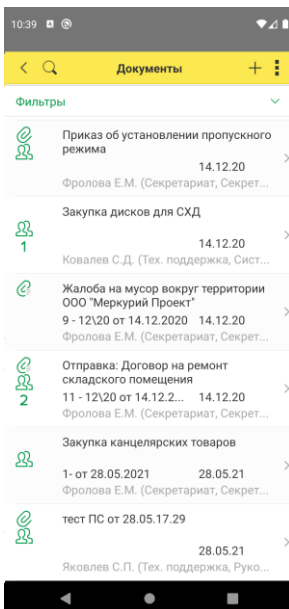 10:39
Документы
Фильтры
Приказ об установлении пропускного
режима
14.12.20
Фролова Е.М. (Секретариат, Секрет...
Закупка дисков для СХД
1
14.12.20
Ковалев С.Д. (Тех. поддержка, Сист...
Жалоба на мусор вокруг территории
ООО "Меркурий Проект"
9 - 12\20 от 14.12.2020 14.12.20
Фролова Е.М. (Секретариат, Секрет...
Отправка: Договор на ремонт
складского помещения
2
11 - 12\20 от 14.12.2... 14.12.20
Фролова Е.М. (Секретариат, Секрет...
Закупка канцелярских товаров
1- от 28.05.2021 28.05.21
Фролова Е.М. (Секретариат, Секрет...
тест ПС от 28.05.17.29
28.05.21
Яковлев С.П. (Тех. поддержка, Руко...